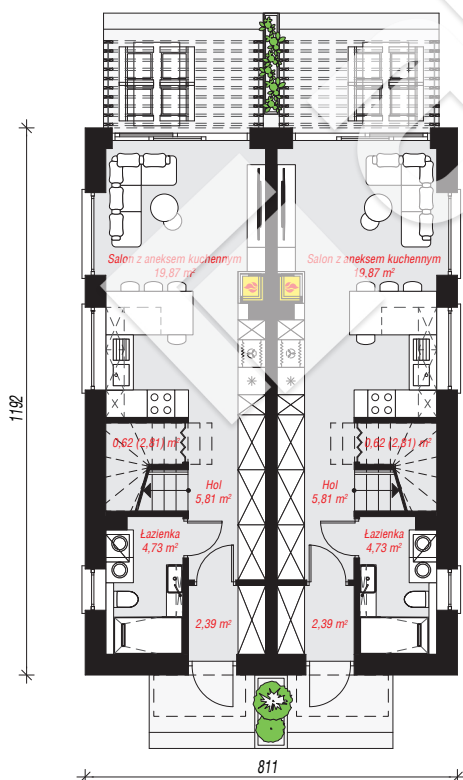 Salon z aneksem kuchennym
19,87 m²
Salon z aneksem kuchennym
19,87 m²
1192
0,62 (2,81) m²
0,62 (2,81) m²
Hol
5,81 m²
Hol
5,81 m²
Łazienka
4,73 m²
Łazienka
4,73 m²
2,39 m²
2,39 m²
811